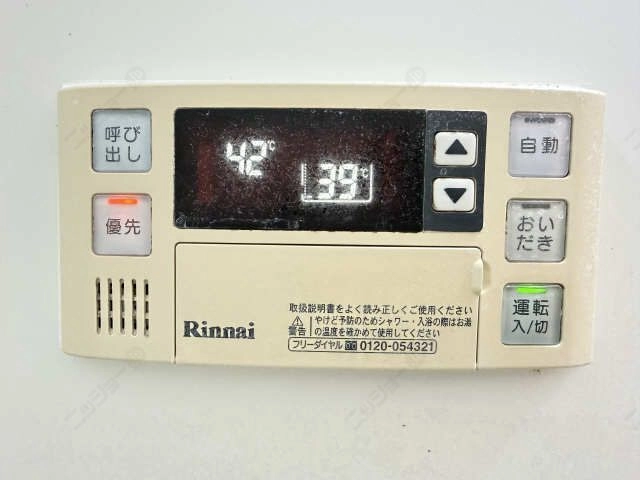 呼び
出し
優先
42℃
39℃
▲
▼
自動
おい
だき
運転
入/切
取扱説明書をよく読み正しくご使用ください
警告
やけど予防のためシャワー・入浴の際はお湯
の温度を確かめて使用してください
フリーダイヤル 0120-054321
Rinnai